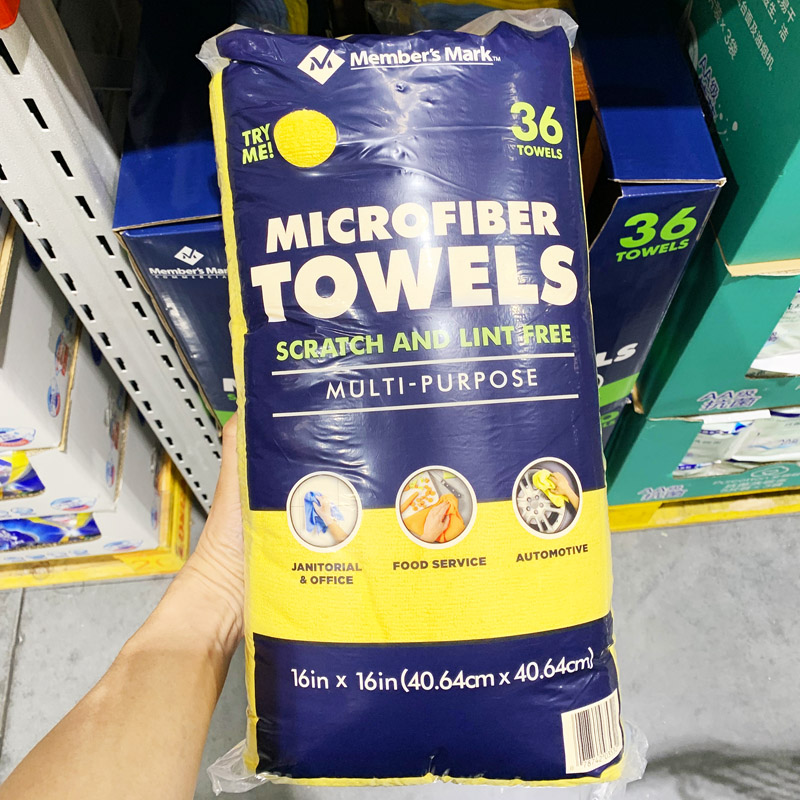 Member's Mark™
TRY
ME!
36
TOWELS
MICROFIBER
TOWELS
SCRATCH AND LINT FREE
MULTI-PURPOSE
JANITORIAL
& OFFICE
FOOD SERVICE
AUTOMOTIVE
16in x 16in (40.64cm x 40.64cm)
Member's Mark
36
TOWELS